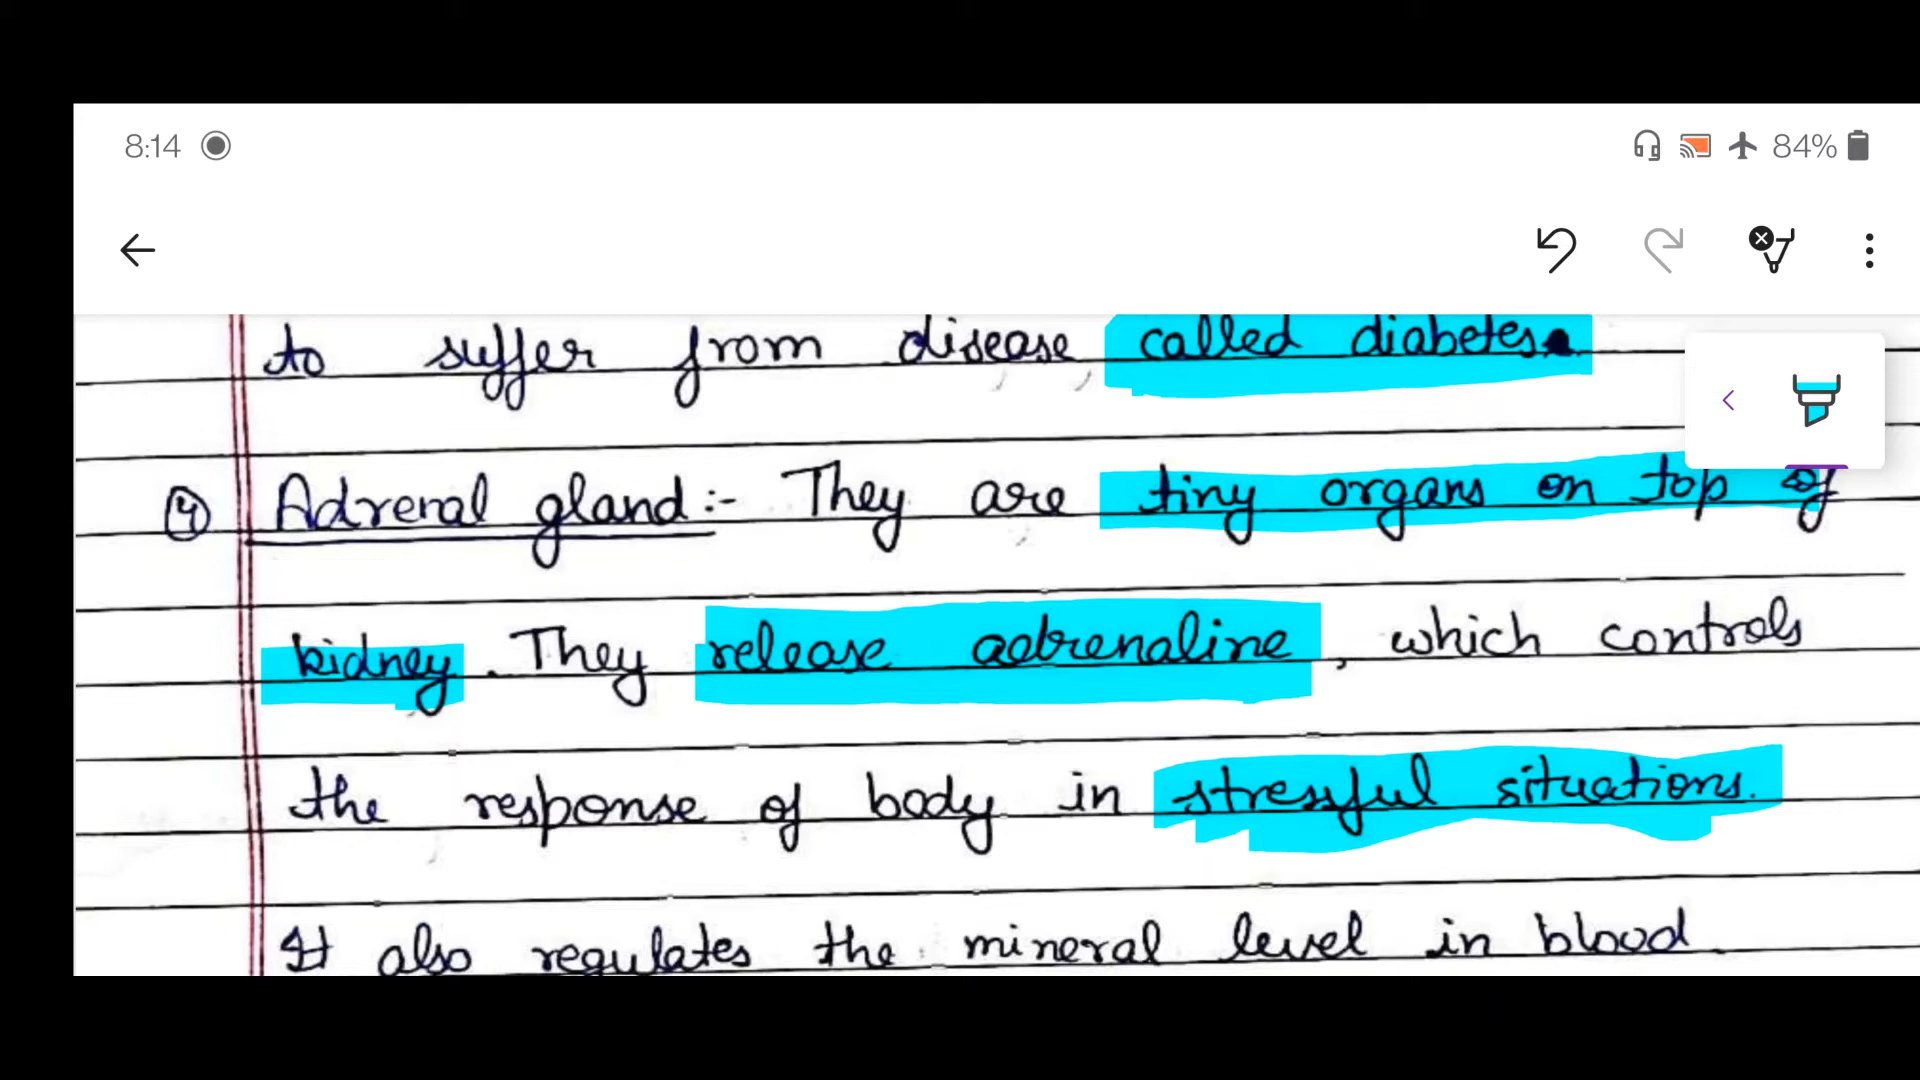 8:14 84%
to suffer from disease, called diabetes.
④ Adrenal gland:- They are tiny organs on top of
kidney. They release adrenaline, which controls
the response of body in stressful situations.
It also regulates the mineral level in blood.